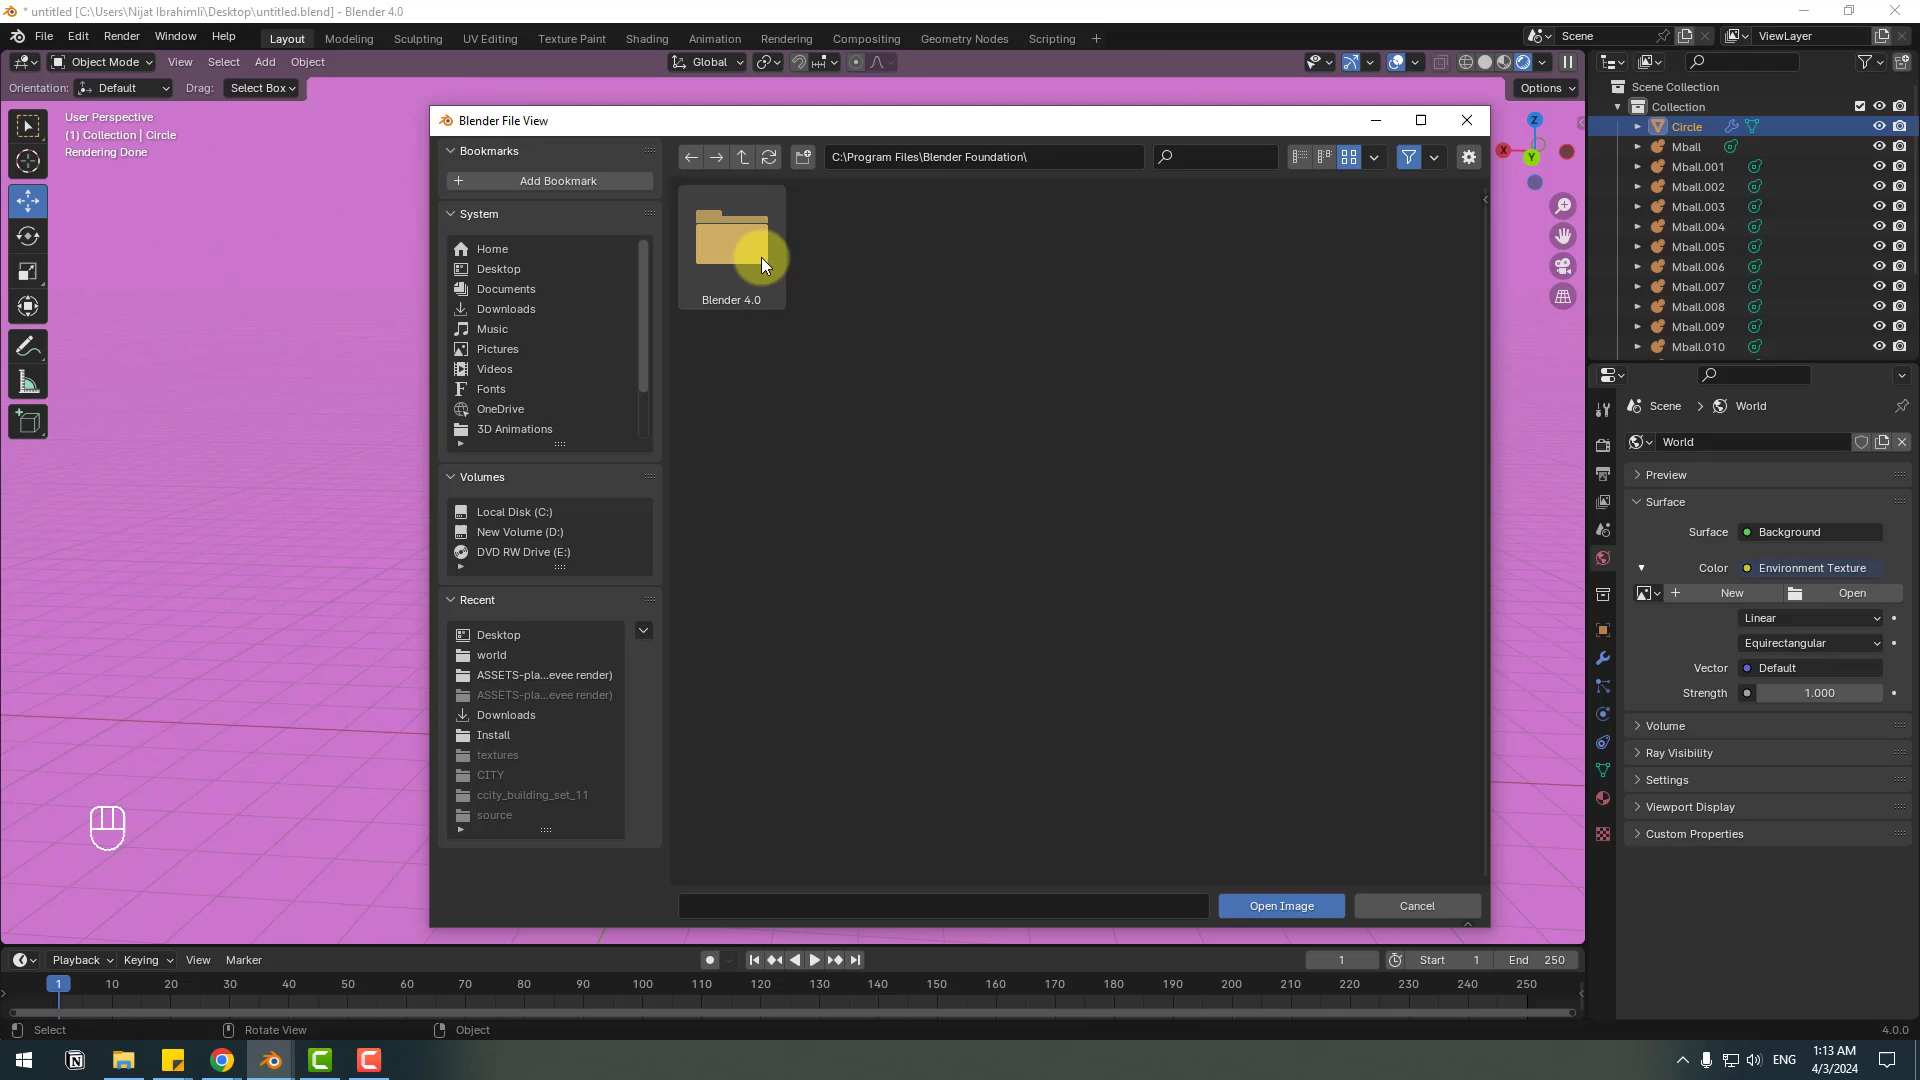 * untitled [C:\Users\Nijat Ibrahimli\Desktop\untitled.blend] - Blender 4.0
File Edit Render Window Help
Layout Modeling Sculpting UV Editing Texture Paint Shading Animation Rendering Compositing Geometry Nodes Scripting +
Scene
ViewLayer
Object Mode View Select Add Object
Global
Orientation: Default Drag: Select Box
Options
User Perspective
(1) Collection | Circle
Rendering Done
Blender File View
Bookmarks
Add Bookmark
System
Home
Desktop
Documents
Downloads
Music
Pictures
Videos
Fonts
OneDrive
3D Animations
Volumes
Local Disk (C:)
New Volume (D:)
DVD RW Drive (E:)
Recent
Desktop
world
ASSETS-pla...evee render)
ASSETS-pla...evee render)
Downloads
Install
textures
CITY
ccity_building_set_11
source
C:\Program Files\Blender Foundation\
Blender 4.0
Open Image
Cancel
Z
X
Y
Scene Collection
Collection
Circle
Mball
Mball.001
Mball.002
Mball.003
Mball.004
Mball.005
Mball.006
Mball.007
Mball.008
Mball.009
Mball.010
Scene > World
World
Preview
Surface
Surface Background
Color Environment Texture
New Open
Linear
Equirectangular
Vector Default
Strength 1.000
Volume
Ray Visibility
Settings
Viewport Display
Custom Properties
Playback Keying View Marker
1 Start 1 End 250
1 10 20 30 40 50 60 70 80 90 100 110 120 130 140 150 160 170 180 190 200 210 220 230 240 250
Select Rotate View Object
4.0.0
ENG
1:13 AM
4/3/2024